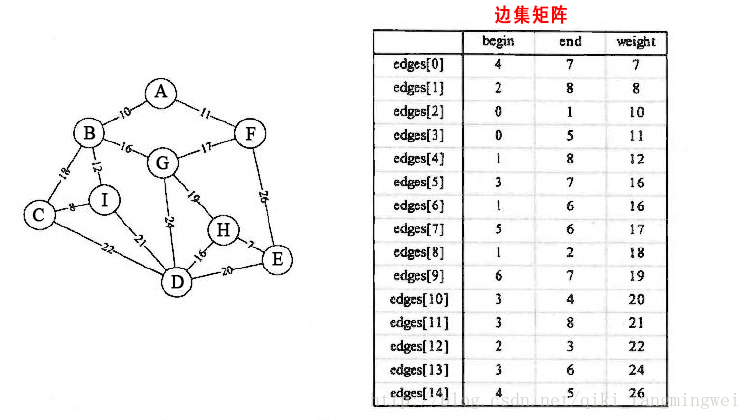 边集矩阵
begin end weight
edges[0] 4 7 7
edges[1] 2 8 8
edges[2] 0 1 10
edges[3] 0 5 11
edges[4] 1 8 12
edges[5] 3 7 16
edges[6] 1 6 16
edges[7] 5 6 17
edges[8] 1 2 18
edges[9] 6 7 19
edges[10] 3 4 20
edges[11] 3 8 21
edges[12] 2 3 22
edges[13] 3 6 24
edges[14] 4 5 26
A
10 11
B F
16 17
G
18 12
19
I
8
C
26
24
H
21 7
22 16
E
20
D